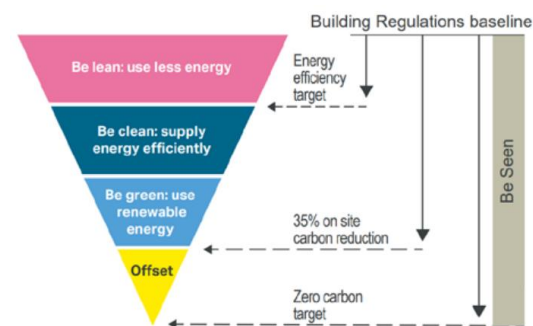 Building Regulations baseline
Be lean: use less energy
Energy
efficiency
target
Be clean: supply
energy efficiently
Be green: use
renewable
energy
35% on site
carbon reduction
Offset
Zero carbon
target
Be Seen